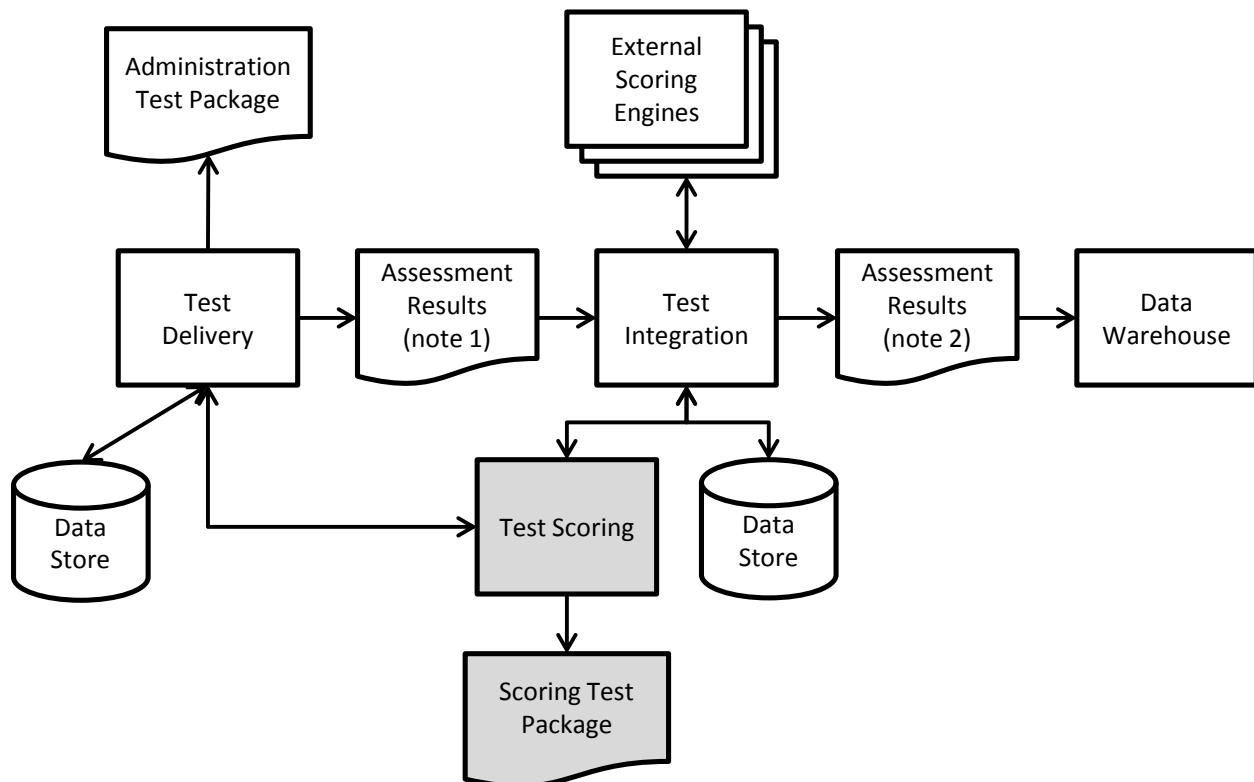 Administration
Test Package
External
Scoring
Engines
Test
Delivery
Assessment
Results
(note 1)
Test
Integration
Assessment
Results
(note 2)
Data
Warehouse
Data
Store
Test Scoring
Data
Store
Scoring Test
Package